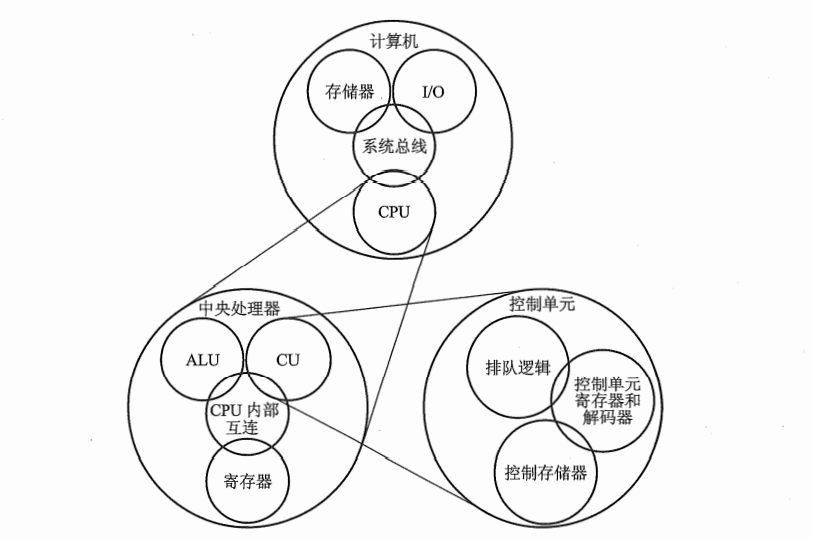 计算机
存储器
I/O
系统总线
CPU
中央处理器
ALU
CU
CPU 内部
互连
寄存器
控制单元
排队逻辑
控制单元
寄存器和
解码器
控制存储器